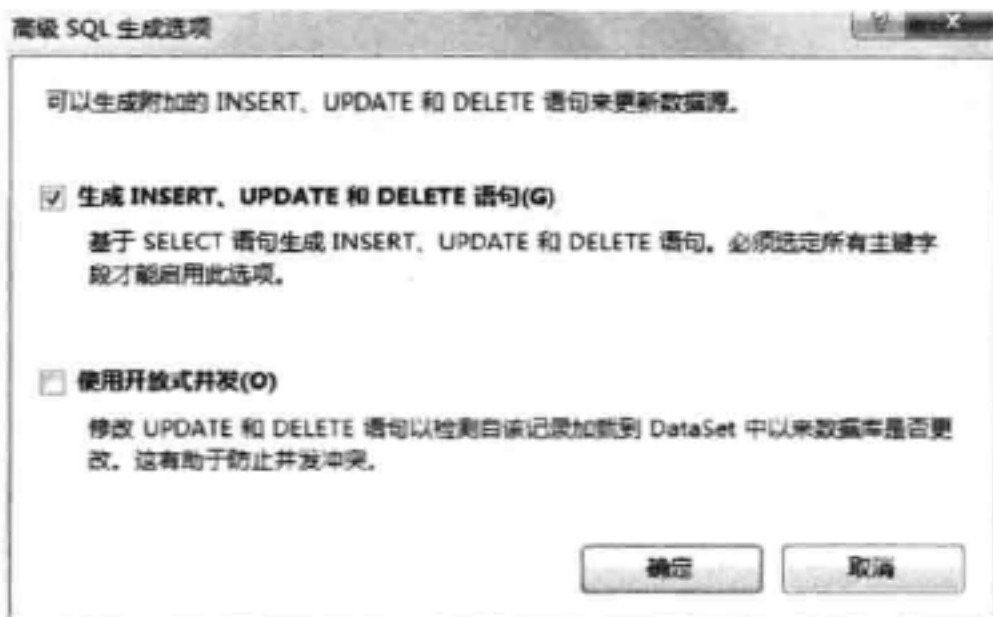 高级 SQL 生成选项
可以生成附加的 INSERT、UPDATE 和 DELETE 语句来更新数据源。
生成 INSERT、UPDATE 和 DELETE 语句(G)
基于 SELECT 语句生成 INSERT、UPDATE 和 DELETE 语句。必须选定所有主键字
段才能启用此选项。
使用开放式并发(O)
修改 UPDATE 和 DELETE 语句以检测自该记录加载到 DataSet 中以来数据库是否更
改。这有助于防止并发冲突。
确定
取消